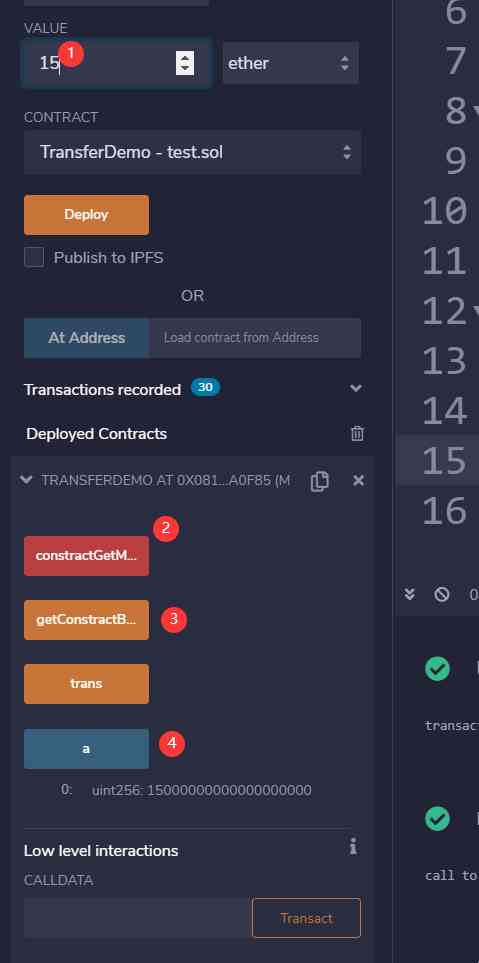 VALUE
15
1
ether
CONTRACT
TransferDemo - test.sol
Deploy
Publish to IPFS
OR
At Address
Load contract from Address
Transactions recorded 30
Deployed Contracts
TRANSFERDEMO AT 0X081...A0F85 (M
2
constractGetM...
getConstractB...
3
trans
a
4
0: uint256: 15000000000000000000
Low level interactions
i
CALLDATA
Transact
6
7
8
9
10
11
12
13
14
15
16
0
transac
call to